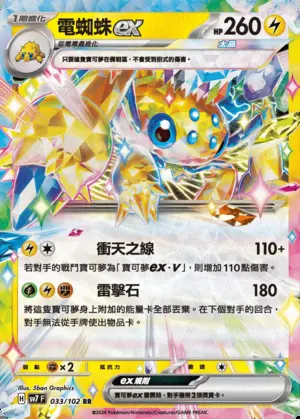 1階進化
電蜘蛛ex
HP260
從電電蟲進化
太晶
只要這隻寶可夢在備戰區，不會受到招式的傷害。
衝天之線 110+
若對手的戰鬥寶可夢為「寶可夢ex・V」，則增加110點傷害。
雷擊石 180
將這隻寶可夢身上附加的能量卡全部丟棄。在下個對手的回合，
對手無法從手牌使出物品卡。
弱點 ×2 抵抗力 撤退
Illus. 5ban Graphics
ex規則
寶可夢ex昏厥時，對手獲得2張獎賞卡。
H sv7 F 033/102 RR
©2024 Pokémon/Nintendo/Creatures/GAME FREAK.